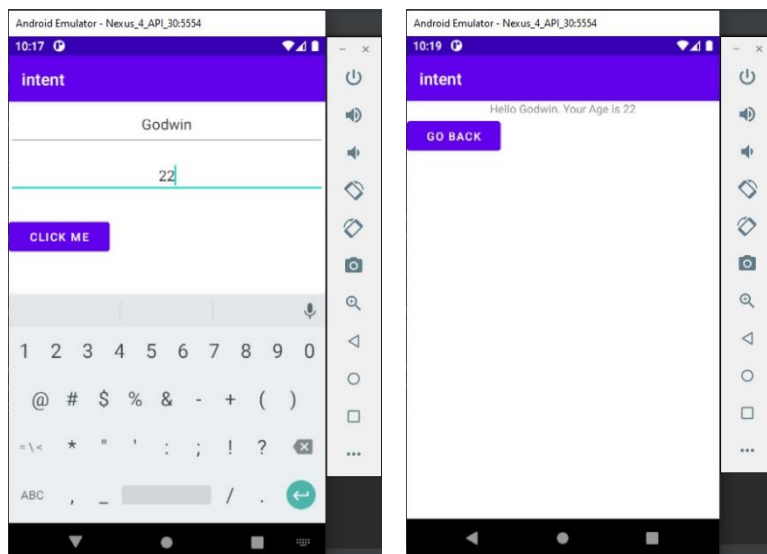 Android Emulator - Nexus_4_API_30:5554
10:17
intent
Godwin
22
CLICK ME
1 2 3 4 5 6 7 8 9 0
@ # $ % & - + ( )
=\< * " ' : ; ! ?
ABC , _ / .
Android Emulator - Nexus_4_API_30:5554
10:19
intent
Hello Godwin. Your Age is 22
GO BACK